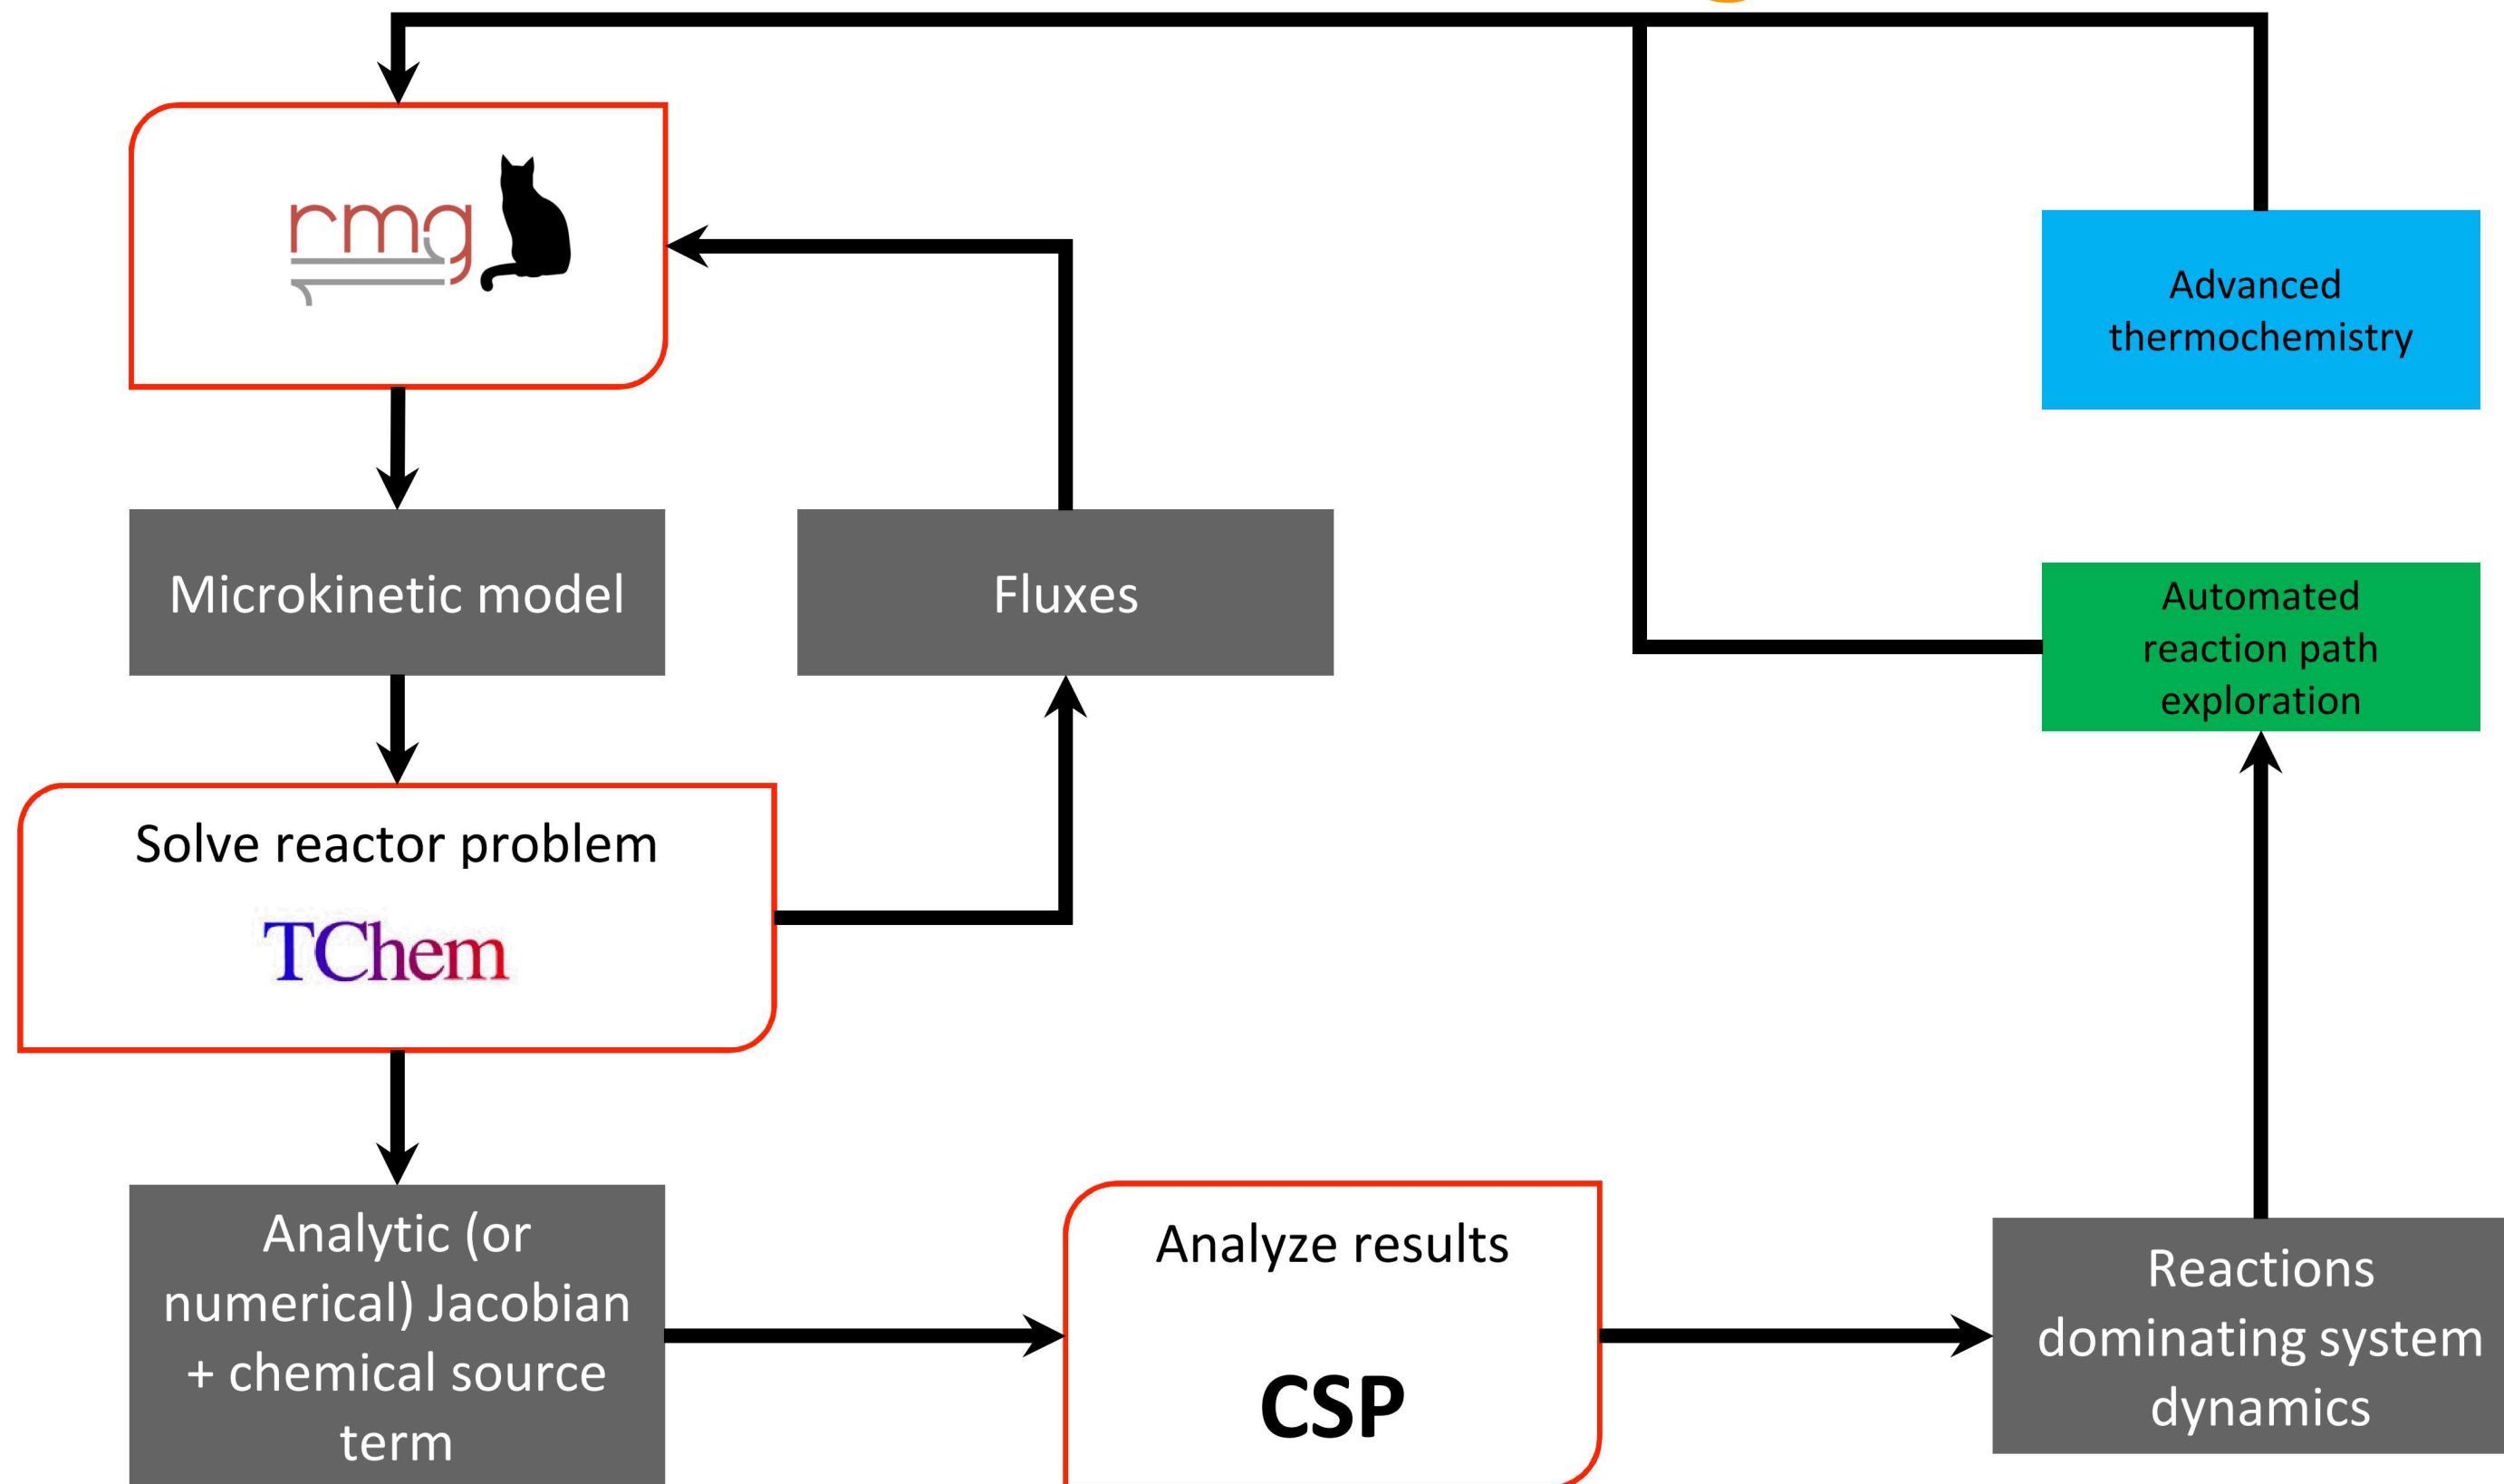 rmg
Advanced
thermochemistry
Microkinetic model
Fluxes
Automated
reaction path
exploration
Solve reactor problem
TChem
Analytic (or
numerical) Jacobian
+ chemical source
term
Analyze results
CSP
Reactions
dominating system
dynamics